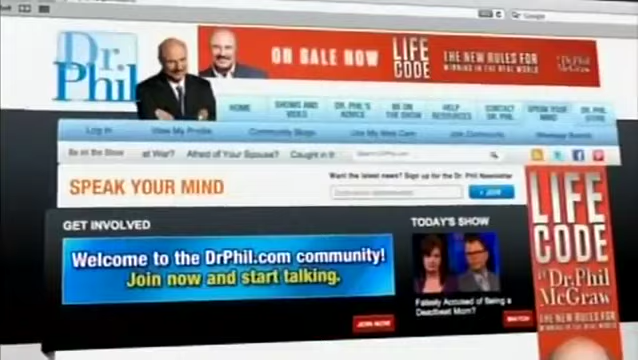 Google
Dr. Phil
ON SALE NOW
LIFE CODE
THE NEW RULES FOR WINNING IN THE REAL WORLD
HOME
SHOWS AND VIDEO
DR. PHIL'S ADVICE
BE ON THE SHOW
HELP RESOURCES
CONTACT DR. PHIL
SPEAK YOUR MIND
DR. PHIL STORE
Log In
View My Profile
Community Blogs
Use My Web Cam
Join Community
Message Boards
Be on the Show
at War?
Afraid of Your Spouse?
Caught in
SPEAK YOUR MIND
Want the latest news? Sign up for the Dr. Phil Newsletter
JOIN
GET INVOLVED
Welcome to the DrPhil.com community!
Join now and start talking.
JOIN NOW
TODAY'S SHOW
Falsely Accused of Being a
Deadbeat Mom?
WATCH
LIFE
CODE
Dr. Phil
McGraw
THE NEW RULES FOR
WINNING IN THE REAL WORLD